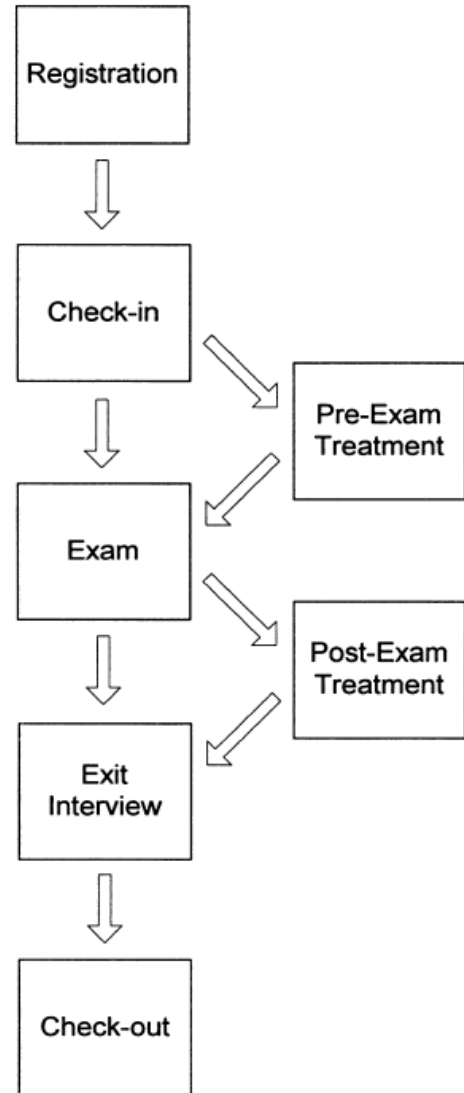 Registration
Check-in
Pre-Exam
Treatment
Exam
Post-Exam
Treatment
Exit
Interview
Check-out